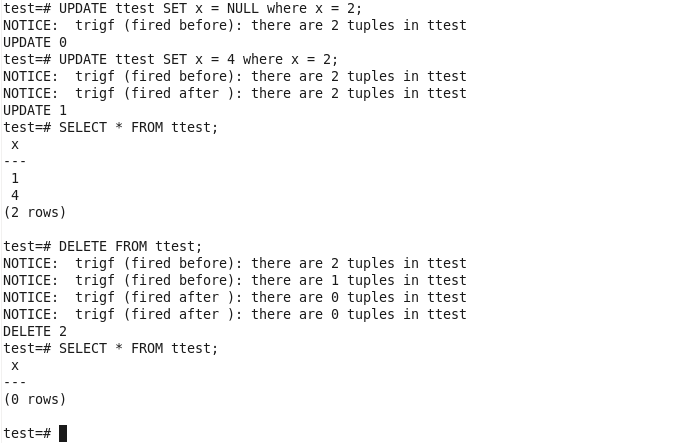 test=# UPDATE ttest SET x = NULL where x = 2;
NOTICE:  trigf (fired before): there are 2 tuples in ttest
UPDATE 0
test=# UPDATE ttest SET x = 4 where x = 2;
NOTICE:  trigf (fired before): there are 2 tuples in ttest
NOTICE:  trigf (fired after ): there are 2 tuples in ttest
UPDATE 1
test=# SELECT * FROM ttest;
 x
---
 1
 4
(2 rows)

test=# DELETE FROM ttest;
NOTICE:  trigf (fired before): there are 2 tuples in ttest
NOTICE:  trigf (fired before): there are 1 tuples in ttest
NOTICE:  trigf (fired after ): there are 0 tuples in ttest
NOTICE:  trigf (fired after ): there are 0 tuples in ttest
DELETE 2
test=# SELECT * FROM ttest;
 x
---
(0 rows)

test=#